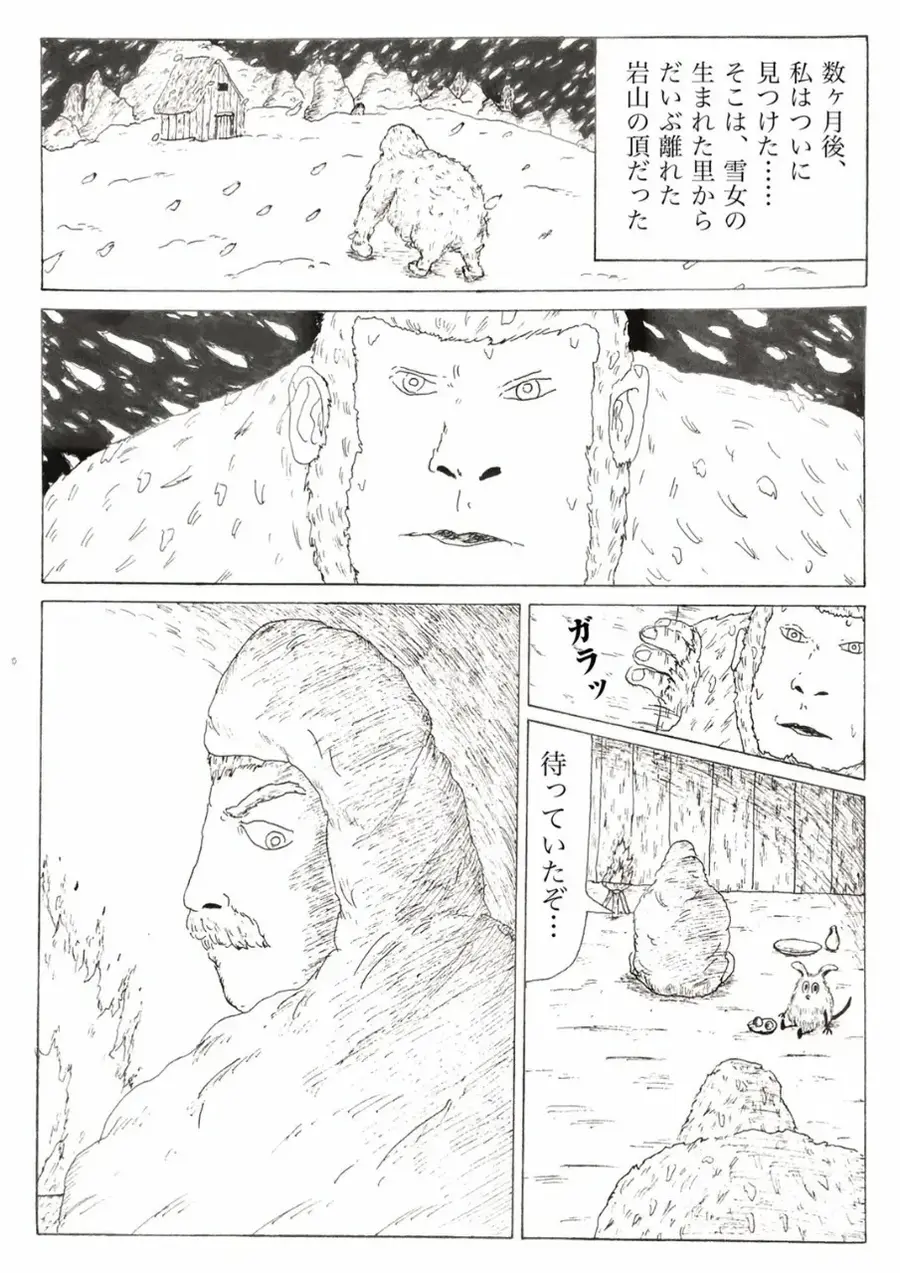 数ヶ月後、
私はついに
見つけた……
そこは、雪女の
生まれた里から
だいぶ離れた
岩山の頂だった
ガラッ
待っていたぞ…